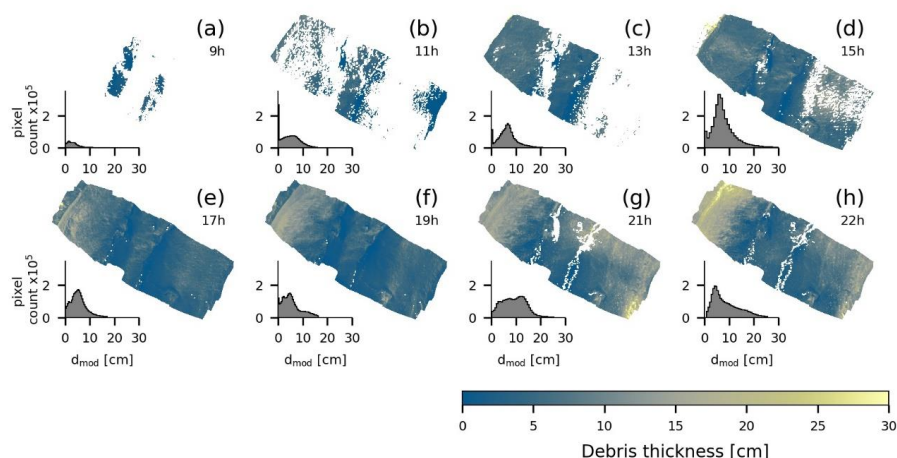 (a)
9h
(b)
11h
(c)
13h
(d)
15h
pixel
count x10⁵
2
0
0 10 20 30
2
0
0 10 20 30
2
0
0 10 20 30
2
0
0 10 20 30
(e)
17h
(f)
19h
(g)
21h
(h)
22h
pixel
count x10⁵
2
0
0 10 20 30
d_mod [cm]
2
0
0 10 20 30
d_mod [cm]
2
0
0 10 20 30
d_mod [cm]
2
0
0 10 20 30
d_mod [cm]
0 5 10 15 20 25 30
Debris thickness [cm]